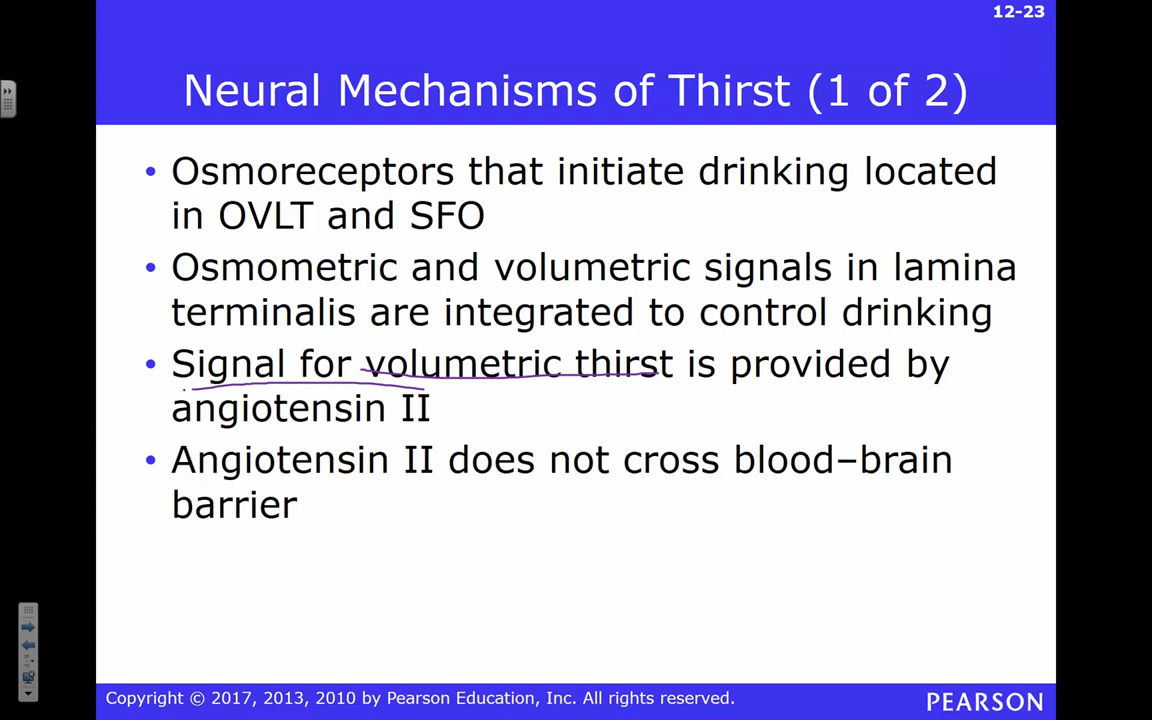 12-23
Neural Mechanisms of Thirst (1 of 2)
• Osmoreceptors that initiate drinking located
in OVLT and SFO
• Osmometric and volumetric signals in lamina
terminalis are integrated to control drinking
• Signal for volumetric thirst is provided by
angiotensin II
• Angiotensin II does not cross blood–brain
barrier
Copyright © 2017, 2013, 2010 by Pearson Education, Inc. All rights reserved.
PEARSON